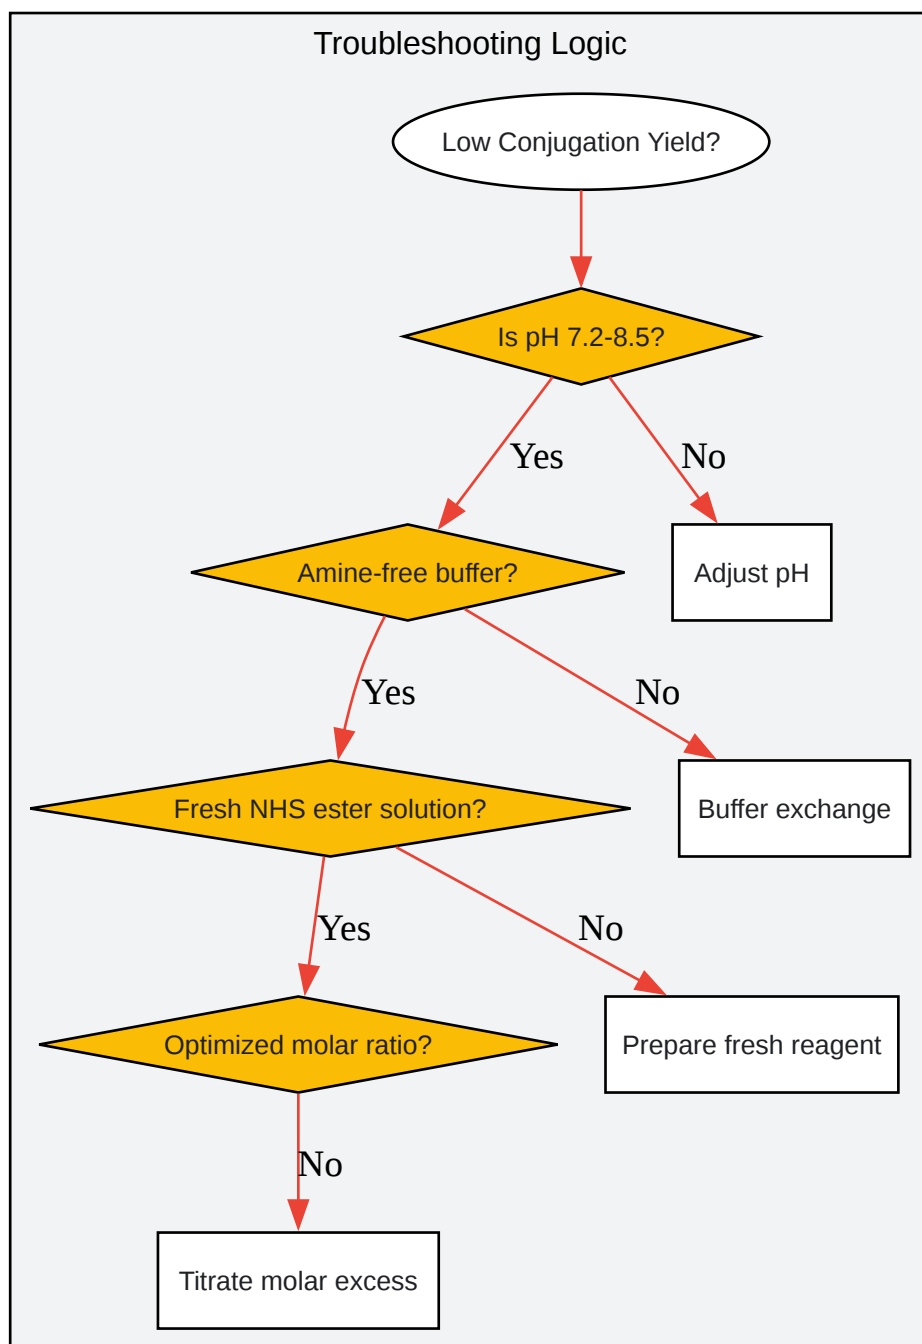 Troubleshooting Logic
Low Conjugation Yield?
Is pH 7.2-8.5?
Yes
No
Amine-free buffer?
Adjust pH
Yes
No
Fresh NHS ester solution?
Buffer exchange
Yes
No
Optimized molar ratio?
Prepare fresh reagent
No
Titrate molar excess